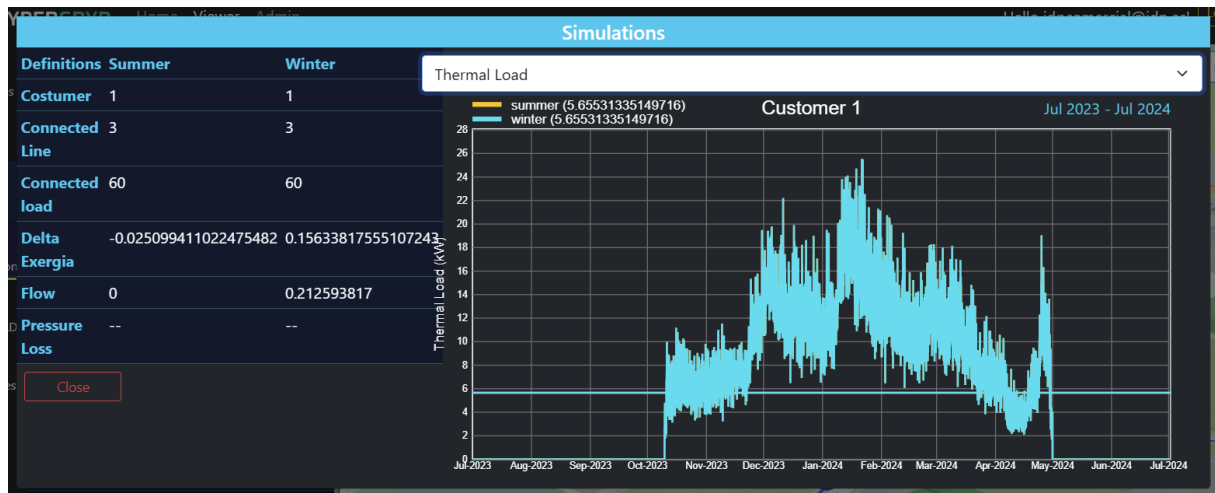 Home Viewer Admin
Simulations
Definitions Summer Winter
Costumer 1 1
Connected Line 3 3
Connected load 60 60
Delta Exergia -0.025099411022475482 0.15633817555107243
Flow 0 0.212593817
Pressure Loss -- --
Close
Thermal Load
summer (5.65531335149716)
winter (5.65531335149716)
Customer 1
Jul 2023 - Jul 2024
Thermal Load (kW)
28
26
24
22
20
18
16
14
12
10
8
6
4
2
0
Jul-2023 Aug-2023 Sep-2023 Oct-2023 Nov-2023 Dec-2023 Jan-2024 Feb-2024 Mar-2024 Apr-2024 May-2024 Jun-2024 Jul-2024